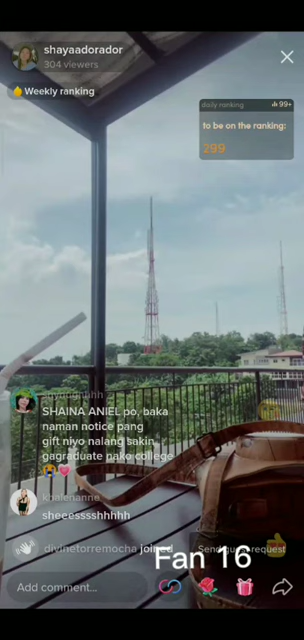 shayaadorador
304 viewers
Weekly ranking
daily ranking
99+
to be on the ranking:
299
SHAINA ANIEL po, baka
naman notice pang
gift niyo nalang sakin
gagraduate nako college
khalerianne
sheeesssshhhhh
divinetorremocha joined
Send guest request
Fan 16
Add comment...